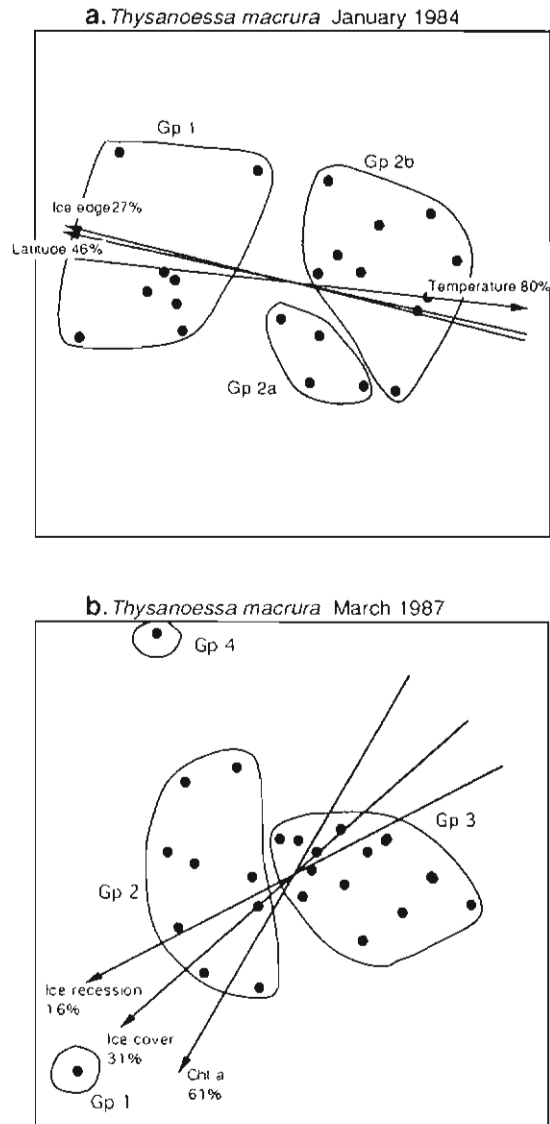 a. Thysanoessa macrura January 1984
Gp 1
Gp 2b
Ice edge 27%
Latitude 46%
Temperature 80%
Gp 2a
b. Thysanoessa macrura March 1987
Gp 4
Gp 3
Gp 2
Ice recession
16%
Ice cover
31%
Chl a
61%
Gp 1